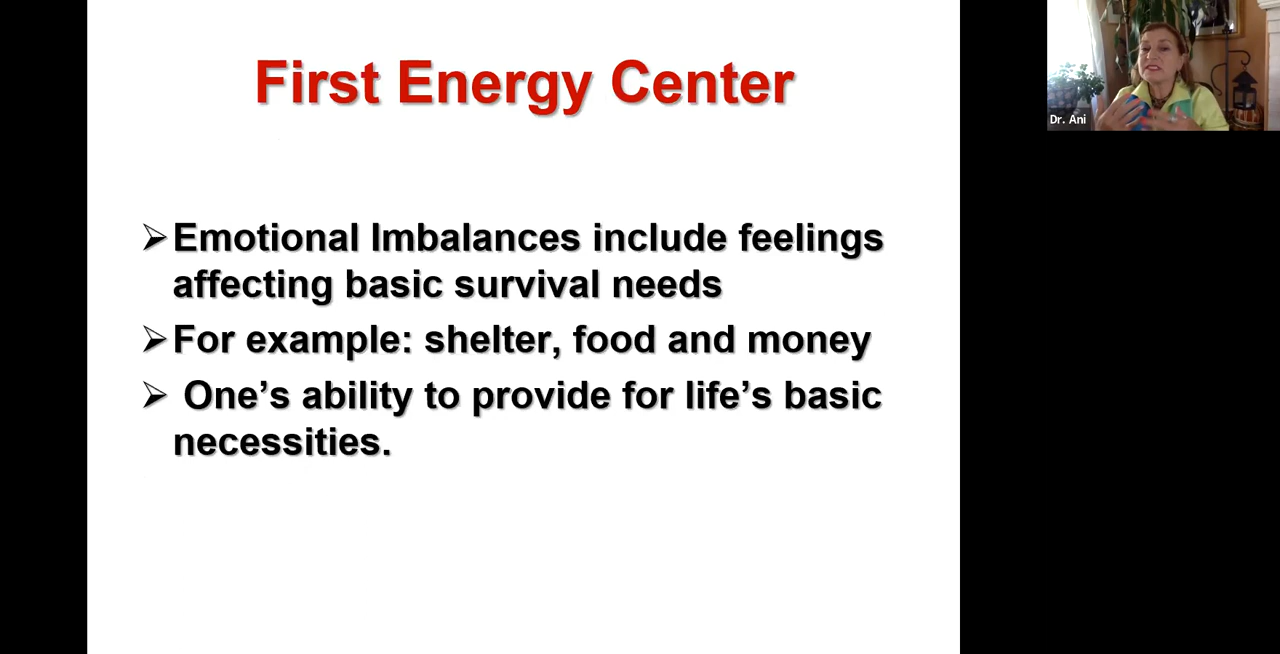 First Energy Center
Dr. Ani
➢Emotional Imbalances include feelings
affecting basic survival needs
➢For example: shelter, food and money
➢ One’s ability to provide for life’s basic
necessities.